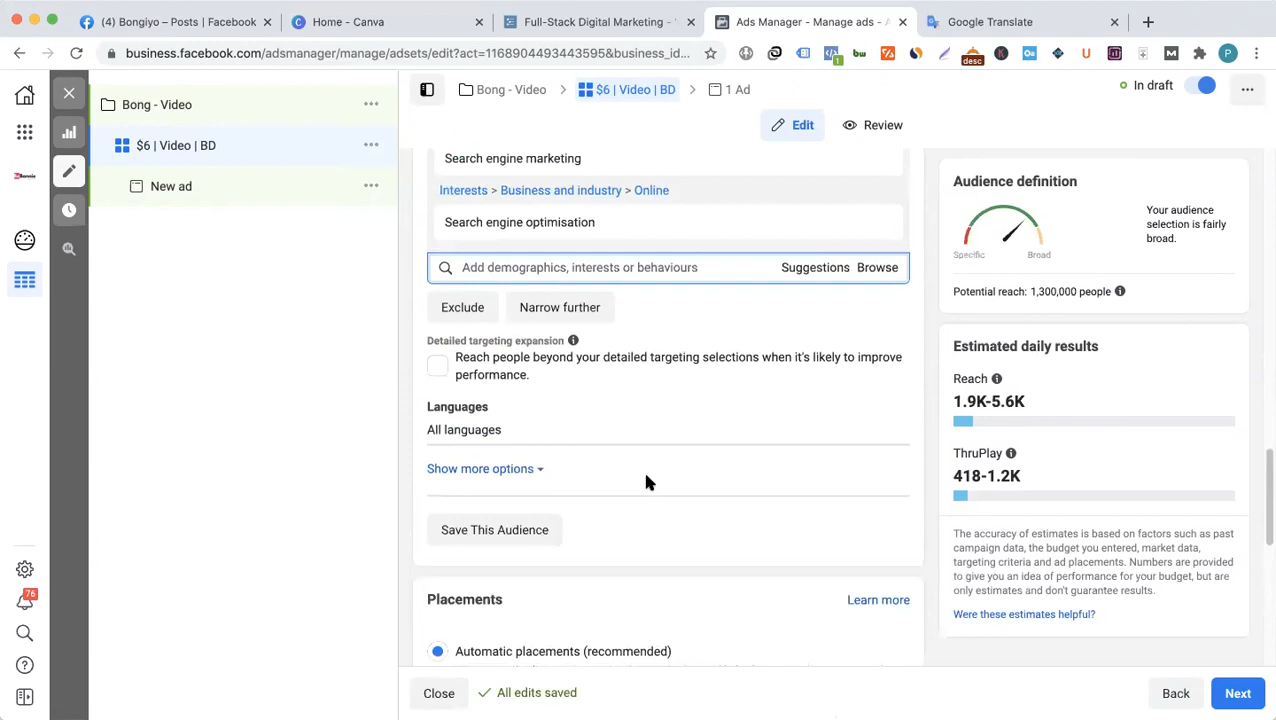 (3) Bongiyo – Posts | Facebook
Home - Canva
Full-Stack Digital Marketing -
Ads Manager - Manage ads - A
Google Translate
business.facebook.com/adsmanager/manage/adsets/edit?act=1168904493443595&business_id...
desc
P
Bong - Video
$6 | Video | BD
1 Ad
In draft
Bong - Video
$6 | Video | BD
New ad
Edit
Review
Search engine marketing
Interests > Business and industry > Online
Search engine optimisation
Add demographics, interests or behaviours
Suggestions
Browse
Exclude
Narrow further
Detailed targeting expansion
Reach people beyond your detailed targeting selections when it's likely to improve
performance.
Languages
All languages
Show more options
Save This Audience
Placements
Learn more
Automatic placements (recommended)
Close
All edits saved
Back
Next
Audience definition
Specific
Broad
Your audience
selection is fairly
broad.
Potential reach: 1,300,000 people
Estimated daily results
Reach
1.9K-5.6K
ThruPlay
418-1.2K
The accuracy of estimates is based on factors such as past
campaign data, the budget you entered, market data,
targeting criteria and ad placements. Numbers are provided
to give you an idea of performance for your budget, but are
only estimates and don't guarantee results.
Were these estimates helpful?
76